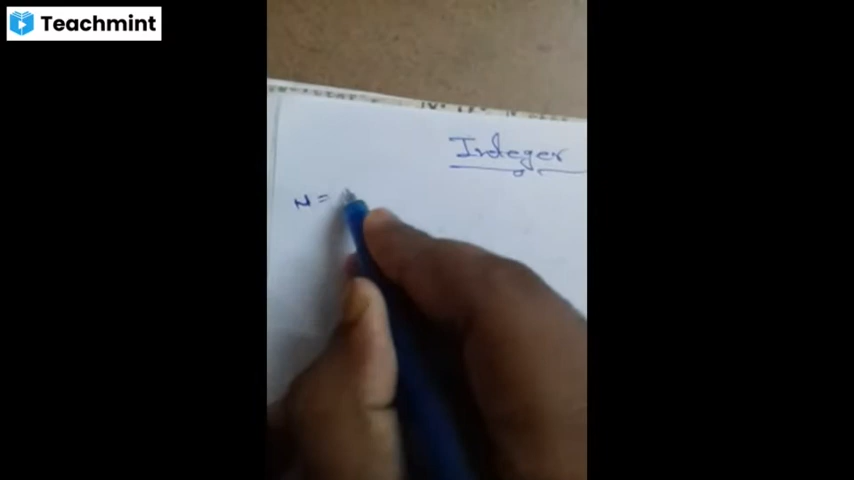 Teachmint
Integer
N =